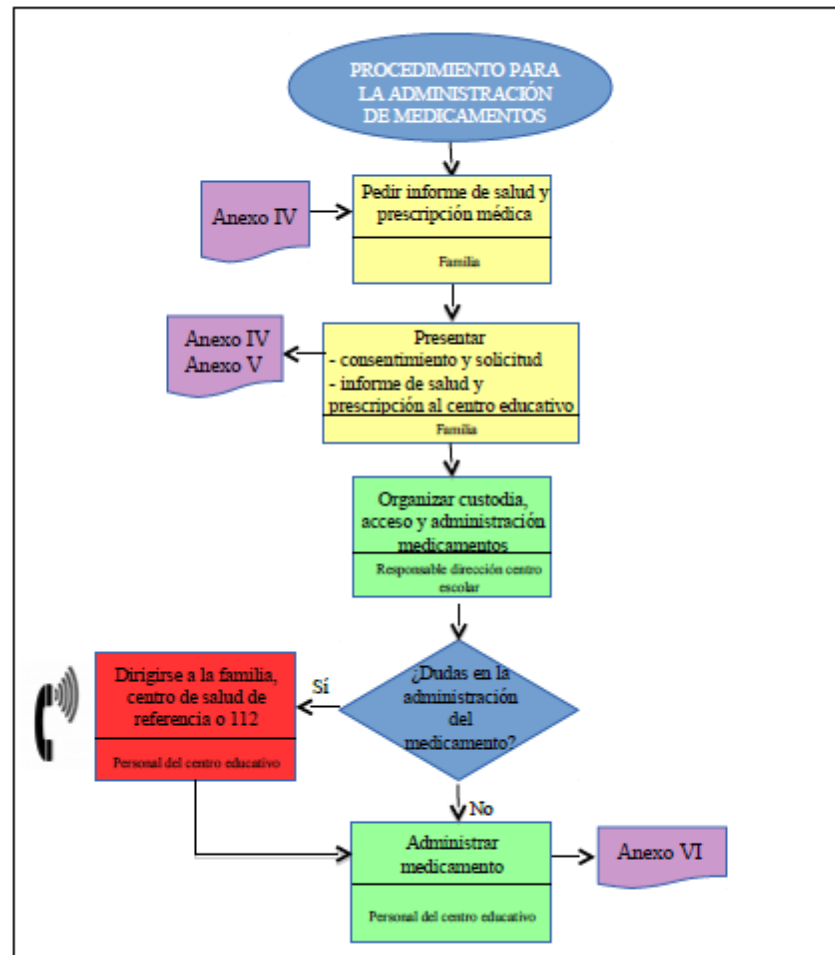 PROCEDIMIENTO PARA
LA ADMINISTRACIÓN
DE MEDICAMENTOS
Anexo IV
Pedir informe de salud y
prescripción médica
Familia
Anexo IV
Anexo V
Presentar
- consentimiento y solicitud
- informe de salud y
prescripción al centro educativo
Familia
Organizar custodia,
acceso y administración
medicamentos
Responsable dirección centro
escolar
¿Dudas en la
administración
del
medicamento?
Sí
Dirigirse a la familia,
centro de salud de
referencia o 112
Personal del centro educativo
No
Administrar
medicamento
Personal del centro educativo
Anexo VI